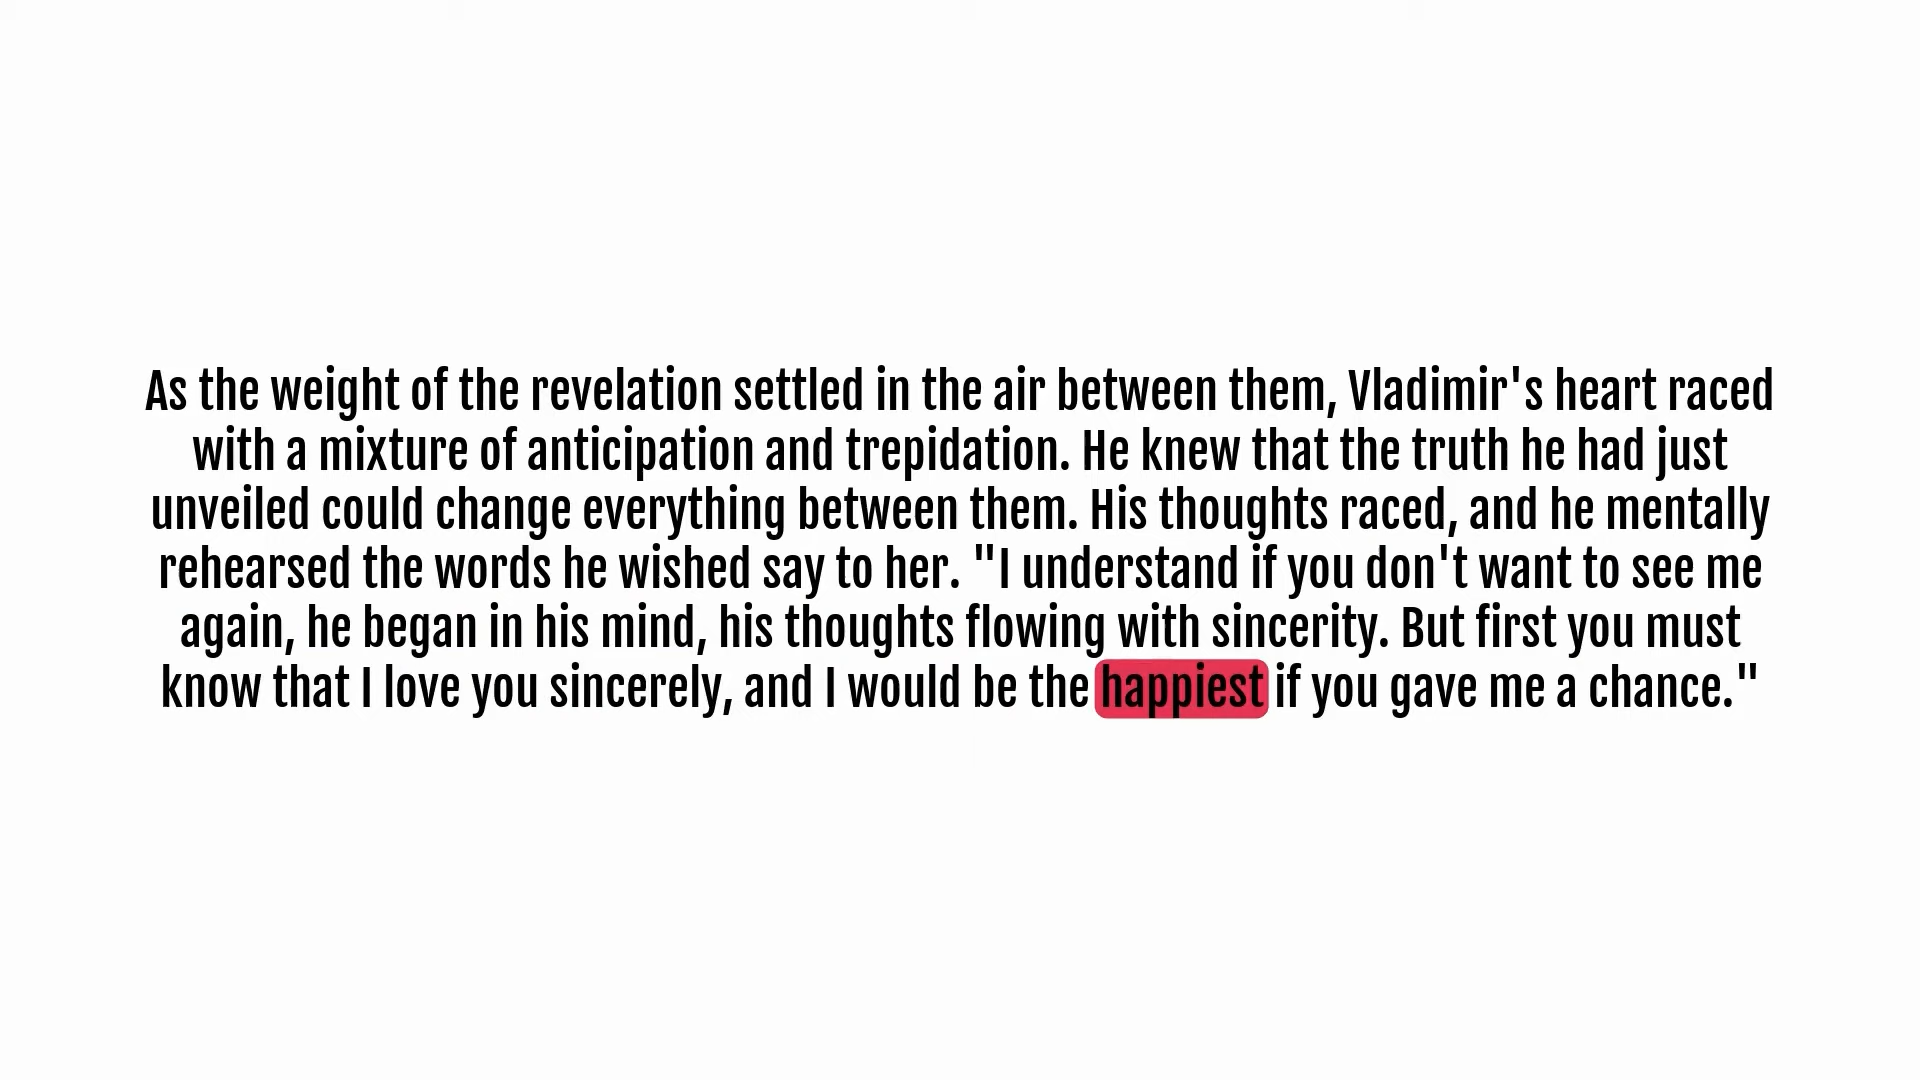 As the weight of the revelation settled in the air between them, Vladimir's heart raced
with a mixture of anticipation and trepidation. He knew that the truth he had just
unveiled could change everything between them. His thoughts raced, and he mentally
rehearsed the words he wished say to her. "I understand if you don't want to see me
again, he began in his mind, his thoughts flowing with sincerity. But first you must
know that I love you sincerely, and I would be the happiest if you gave me a chance."